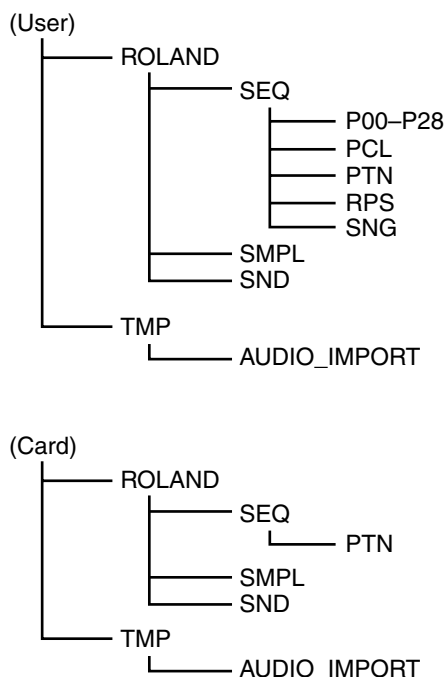 (User)
ROLAND
SEQ
P00–P28
PCL
PTN
RPS
SNG
SMPL
SND
TMP
AUDIO_IMPORT
(Card)
ROLAND
SEQ
PTN
SMPL
SND
TMP
AUDIO_IMPORT